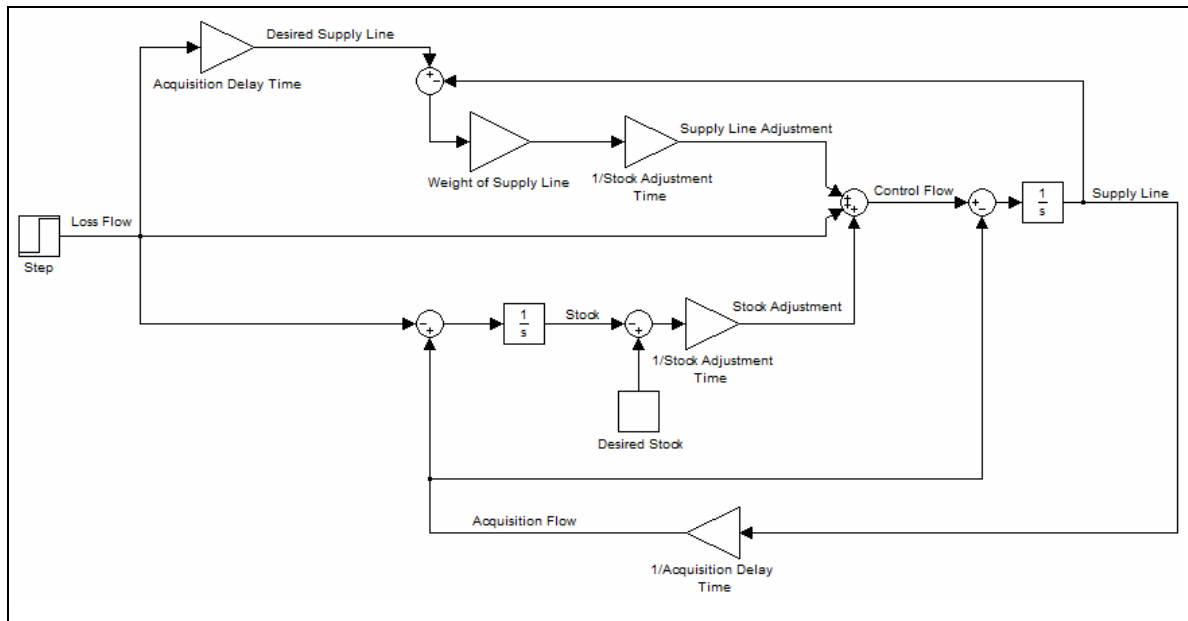 Desired Supply Line
Acquisition Delay Time
+
-
Weight of Supply Line
Supply Line Adjustment
1/Stock Adjustment
Time
Loss Flow
Step
+
+
+
Control Flow
+
-
1
s
Supply Line
-
+
1
s
Stock
-
+
Stock Adjustment
1/Stock Adjustment
Time
Desired Stock
Acquisition Flow
1/Acquisition Delay
Time